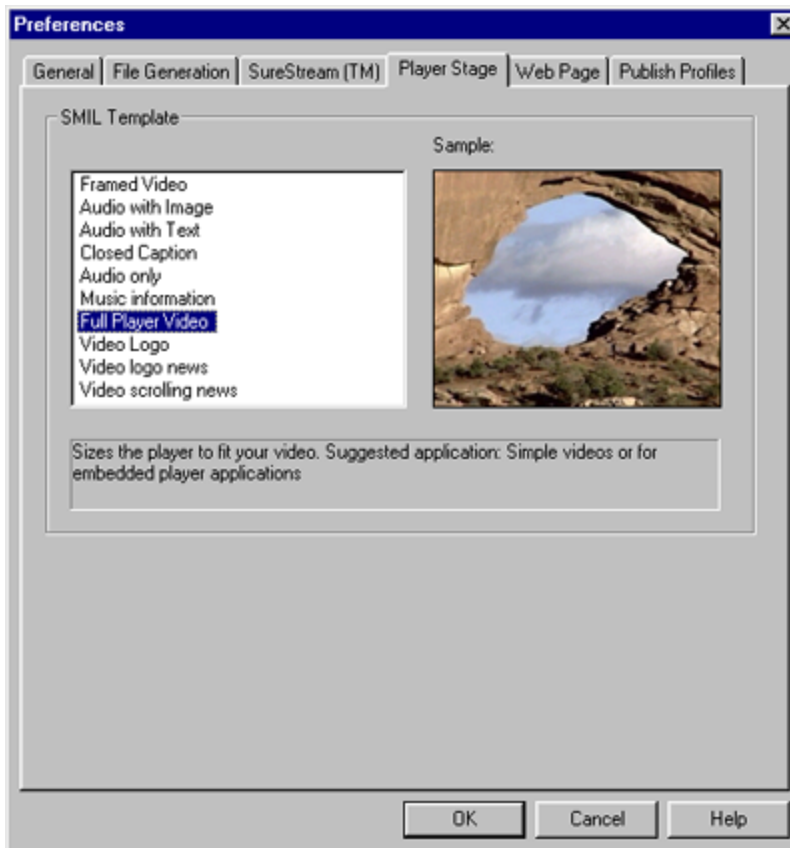 Preferences
General File Generation SureStream (TM) Player Stage Web Page Publish Profiles
SMIL Template
Sample:
Framed Video
Audio with Image
Audio with Text
Closed Caption
Audio only
Music information
Full Player Video
Video Logo
Video logo news
Video scrolling news
Sizes the player to fit your video. Suggested application: Simple videos or for
embedded player applications
OK Cancel Help